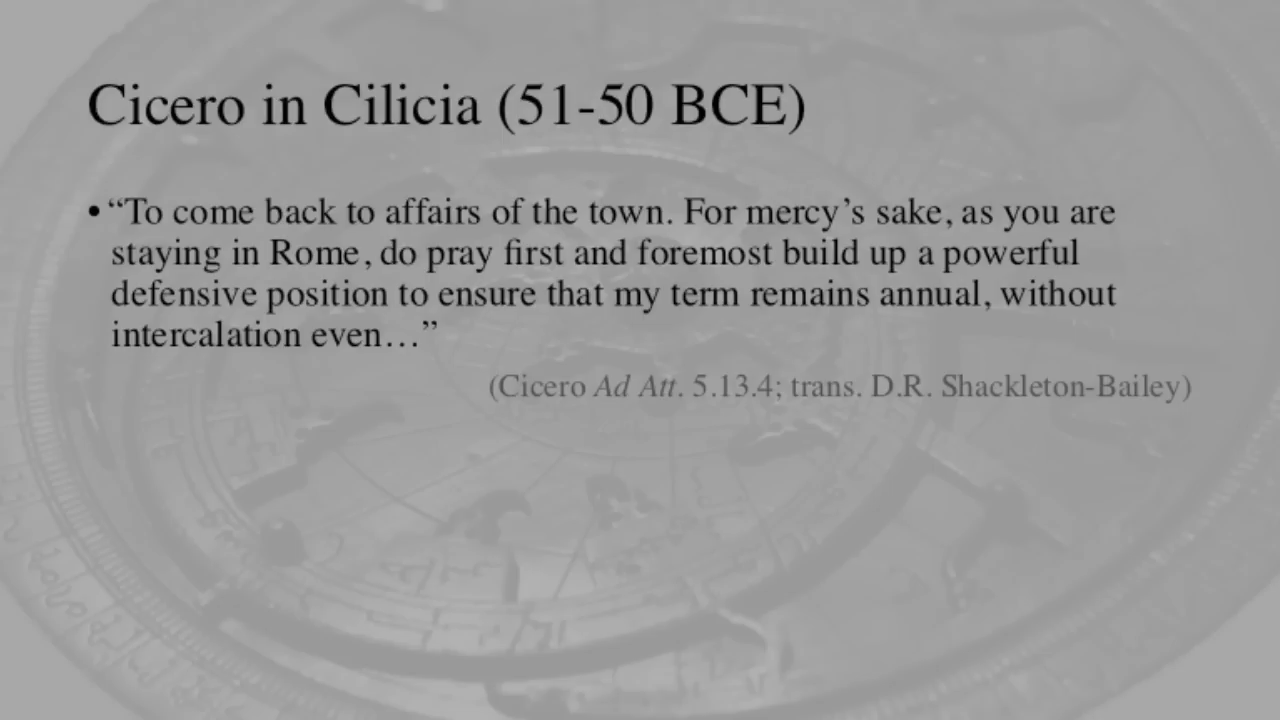 Cicero in Cilicia (51-50 BCE)
• “To come back to affairs of the town. For mercy’s sake, as you are
staying in Rome, do pray first and foremost build up a powerful
defensive position to ensure that my term remains annual, without
intercalation even…”
(Cicero Ad Att. 5.13.4; trans. D.R. Shackleton-Bailey)